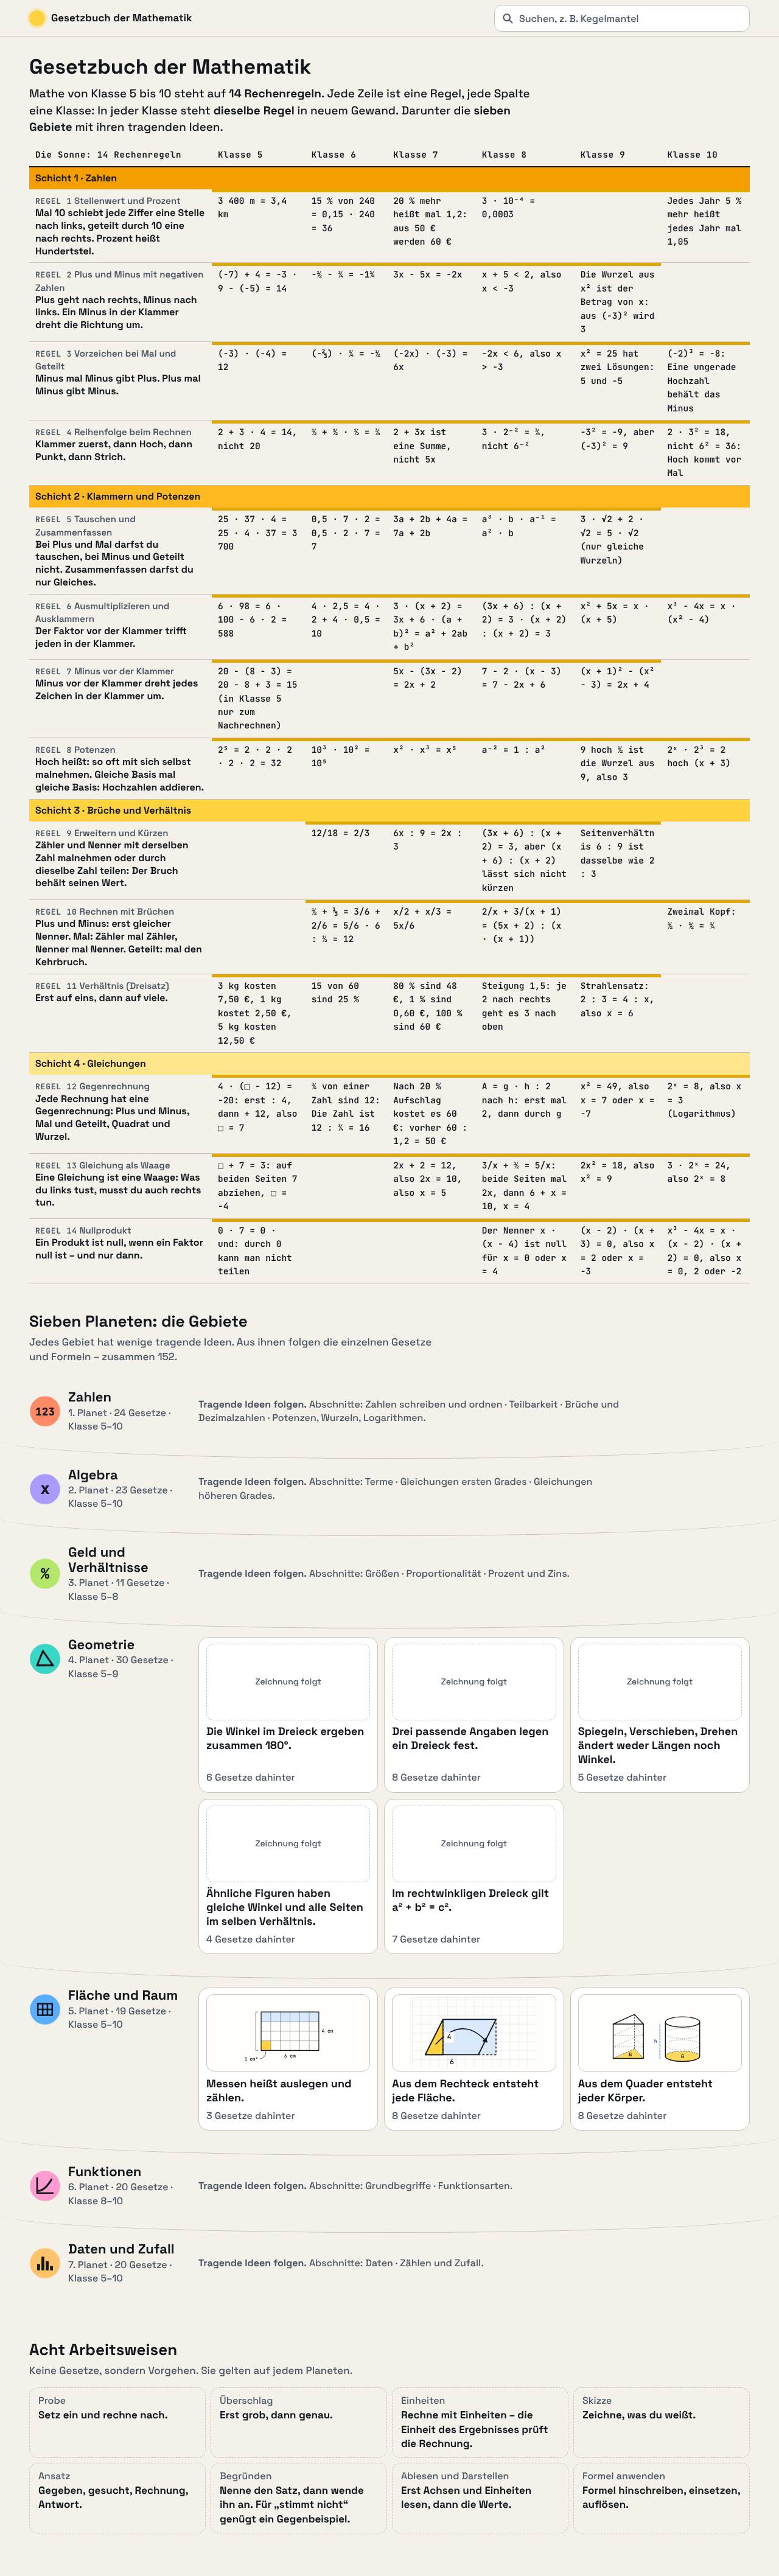 Gesetzbuch der Mathematik
Suchen, z. B. Kegelmantel
Gesetzbuch der Mathematik
Mathe von Klasse 5 bis 10 steht auf 14 Rechenregeln. Jede Zeile ist eine Regel, jede Spalte
eine Klasse: In jeder Klasse steht dieselbe Regel in neuem Gewand. Darunter die sieben
Gebiete mit ihren tragenden Ideen.
Die Sonne: 14 Rechenregeln
Klasse 5
Klasse 6
Klasse 7
Klasse 8
Klasse 9
Klasse 10
Schicht 1 · Zahlen
REGEL 1 Stellenwert und Prozent
Mal 10 schiebt jede Ziffer eine Stelle
nach links, geteilt durch 10 eine
nach rechts. Prozent heißt
Hundertstel.
3 400 m = 3,4
km
15 % von 240
= 0,15 · 240
= 36
20 % mehr
heißt mal 1,2:
aus 50 €
werden 60 €
3 · 10⁻⁴ =
0,0003
Jedes Jahr 5 %
mehr heißt
jedes Jahr mal
1,05
REGEL 2 Plus und Minus mit negativen
Zahlen
Plus geht nach rechts, Minus nach
links. Ein Minus in der Klammer
dreht die Richtung um.
(-7) + 4 = -3 ·
9 - (-5) = 14
3x - 5x = -2x
x + 5 < 2, also
x < -3
Die Wurzel aus
x² ist der
Betrag von x:
aus (-3)² wird
3
REGEL 3 Vorzeichen bei Mal und
Geteilt
Minus mal Minus gibt Plus. Plus mal
Minus gibt Minus.
(-3) · (-4) =
12
(-2x) · (-3) =
6x
-2x < 6, also x
> -3
x² = 25 hat
zwei Lösungen:
5 und -5
(-2)³ = -8:
Eine ungerade
Hochzahl
behält das
Minus
REGEL 4 Reihenfolge beim Rechnen
Klammer zuerst, dann Hoch, dann
Punkt, dann Strich.
2 + 3 · 4 = 14,
nicht 20
2 + 3x ist
eine Summe,
nicht 5x
3 · 2⁻² = ¾,
nicht 6⁻²
-3² = -9, aber
(-3)² = 9
2 · 3² = 18,
nicht 6² = 36:
Hoch kommt vor
Mal
Schicht 2 · Klammern und Potenzen
REGEL 5 Tauschen und
Zusammenfassen
Bei Plus und Mal darfst du
tauschen, bei Minus und Geteilt
nicht. Zusammenfassen darfst du
nur Gleiches.
25 · 37 · 4 =
25 · 4 · 37 = 3
700
0,5 · 7 · 2 =
0,5 · 2 · 7 =
7
3a + 2b + 4a =
7a + 2b
a³ · b · a⁻¹ =
a² · b
3 · √2 + 2 ·
√2 = 5 · √2
(nur gleiche
Wurzeln)
REGEL 6 Ausmultiplizieren und
Ausklammern
Der Faktor vor der Klammer trifft
jeden in der Klammer.
6 · 98 = 6 ·
100 - 6 · 2 =
588
4 · 2,5 = 4 ·
2 + 4 · 0,5 =
10
3 · (x + 2) =
3x + 6 · (a +
b)² = a² + 2ab
+ b²
(3x + 6) : (x +
2) = 3 · (x + 2)
: (x + 2) = 3
x² + 5x = x ·
(x + 5)
x³ - 4x = x ·
(x² - 4)
REGEL 7 Minus vor der Klammer
Minus vor der Klammer dreht jedes
Zeichen in der Klammer um.
20 - (8 - 3) =
20 - 8 + 3 = 15
(in Klasse 5
nur zum
Nachrechnen)
5x - (3x - 2)
= 2x + 2
7 - 2 · (x - 3)
= 7 - 2x + 6
(x + 1)² - (x²
- 3) = 2x + 4
REGEL 8 Potenzen
Hoch heißt: so oft mit sich selbst
malnehmen. Gleiche Basis mal
gleiche Basis: Hochzahlen addieren.
2⁵ = 2 · 2 · 2
· 2 · 2 = 32
10³ · 10² =
10⁵
x² · x³ = x⁵
a⁻² = 1 : a²
9 hoch ½ ist
die Wurzel aus
9, also 3
2ˣ · 2³ = 2
hoch (x + 3)
Schicht 3 · Brüche und Verhältnis
REGEL 9 Erweitern und Kürzen
Zähler und Nenner mit derselben
Zahl malnehmen oder durch
dieselbe Zahl teilen: Der Bruch
behält seinen Wert.
12/18 = 2/3
6x : 9 = 2x :
3
(3x + 6) : (x +
2) = 3, aber (x
+ 6) : (x + 2)
lässt sich nicht
kürzen
Seitenverhältn
is 6 : 9 ist
dasselbe wie 2
: 3
REGEL 10 Rechnen mit Brüchen
Plus und Minus: erst gleicher
Nenner. Mal: Zähler mal Zähler,
Nenner mal Nenner. Geteilt: mal den
Kehrbruch.
½ + ⅓ = 3/6 +
2/6 = 5/6 · 6
: ½ = 12
x/2 + x/3 =
5x/6
2/x + 3/(x + 1)
= (5x + 2) : (x
· (x + 1))
Zweimal Kopf:
½ · ½ = ¼
REGEL 11 Verhältnis (Dreisatz)
Erst auf eins, dann auf viele.
3 kg kosten
7,50 €, 1 kg
kostet 2,50 €,
5 kg kosten
12,50 €
15 von 60
sind 25 %
80 % sind 48
€, 1 % sind
0,60 €, 100 %
sind 60 €
Steigung 1,5: je
2 nach rechts
geht es 3 nach
oben
Strahlensatz:
2 : 3 = 4 : x,
also x = 6
Schicht 4 · Gleichungen
REGEL 12 Gegenrechnung
Jede Rechnung hat eine
Gegenrechnung: Plus und Minus,
Mal und Geteilt, Quadrat und
Wurzel.
4 · (□ - 12) =
-20: erst : 4,
dann + 12, also
□ = 7
¾ von einer
Zahl sind 12:
Die Zahl ist
12 : ¾ = 16
Nach 20 %
Aufschlag
kostet es 60
€: vorher 60 :
1,2 = 50 €
A = g · h : 2
nach h: erst mal
2, dann durch g
x² = 49, also
x = 7 oder x =
-7
2ˣ = 8, also x
= 3
(Logarithmus)
REGEL 13 Gleichung als Waage
Eine Gleichung ist eine Waage: Was
du links tust, musst du auch rechts
tun.
□ + 7 = 3: auf
beiden Seiten 7
abziehen, □ =
-4
2x + 2 = 12,
also 2x = 10,
also x = 5
3/x + ½ = 5/x:
beide Seiten mal
2x, dann 6 + x =
10, x = 4
2x² = 18, also
x² = 9
3 · 2ˣ = 24,
also 2ˣ = 8
REGEL 14 Nullprodukt
Ein Produkt ist null, wenn ein Faktor
null ist – und nur dann.
0 · 7 = 0 ·
und: durch 0
kann man nicht
teilen
Der Nenner x ·
(x - 4) ist null
für x = 0 oder x
= 4
(x - 2) · (x +
3) = 0, also x
= 2 oder x =
-3
x³ - 4x = x ·
(x - 2) · (x +
2) = 0, also x
= 0, 2 oder -2
Sieben Planeten: die Gebiete
Jedes Gebiet hat wenige tragende Ideen. Aus ihnen folgen die einzelnen Gesetze
und Formeln – zusammen 152.
123
Zahlen
1. Planet · 24 Gesetze ·
Klasse 5–10
Tragende Ideen folgen. Abschnitte: Zahlen schreiben und ordnen · Teilbarkeit · Brüche und
Dezimalzahlen · Potenzen, Wurzeln, Logarithmen.
x
Algebra
2. Planet · 23 Gesetze ·
Klasse 5–10
Tragende Ideen folgen. Abschnitte: Terme · Gleichungen ersten Grades · Gleichungen
höheren Grades.
%
Geld und
Verhältnisse
3. Planet · 11 Gesetze ·
Klasse 5–8
Tragende Ideen folgen. Abschnitte: Größen · Proportionalität · Prozent und Zins.
Geometrie
4. Planet · 30 Gesetze ·
Klasse 5–9
Zeichnung folgt
Die Winkel im Dreieck ergeben
zusammen 180°.
6 Gesetze dahinter
Zeichnung folgt
Drei passende Angaben legen
ein Dreieck fest.
8 Gesetze dahinter
Zeichnung folgt
Spiegeln, Verschieben, Drehen
ändert weder Längen noch
Winkel.
5 Gesetze dahinter
Zeichnung folgt
Ähnliche Figuren haben
gleiche Winkel und alle Seiten
im selben Verhältnis.
4 Gesetze dahinter
Zeichnung folgt
Im rechtwinkligen Dreieck gilt
a² + b² = c².
7 Gesetze dahinter
Fläche und Raum
5. Planet · 19 Gesetze ·
Klasse 5–10
4 cm
6 cm
1 cm²
Messen heißt auslegen und
zählen.
3 Gesetze dahinter
4
6
Aus dem Rechteck entsteht
jede Fläche.
8 Gesetze dahinter
G
h
G
Aus dem Quader entsteht
jeder Körper.
8 Gesetze dahinter
Funktionen
6. Planet · 20 Gesetze ·
Klasse 8–10
Tragende Ideen folgen. Abschnitte: Grundbegriffe · Funktionsarten.
Daten und Zufall
7. Planet · 20 Gesetze ·
Klasse 5–10
Tragende Ideen folgen. Abschnitte: Daten · Zählen und Zufall.
Acht Arbeitsweisen
Keine Gesetze, sondern Vorgehen. Sie gelten auf jedem Planeten.
Probe
Setz ein und rechne nach.
Überschlag
Erst grob, dann genau.
Einheiten
Rechne mit Einheiten – die
Einheit des Ergebnisses prüft
die Rechnung.
Skizze
Zeichne, was du weißt.
Ansatz
Gegeben, gesucht, Rechnung,
Antwort.
Begründen
Nenne den Satz, dann wende
ihn an. Für „stimmt nicht“
genügt ein Gegenbeispiel.
Ablesen und Darstellen
Erst Achsen und Einheiten
lesen, dann die Werte.
Formel anwenden
Formel hinschreiben, einsetzen,
auflösen.